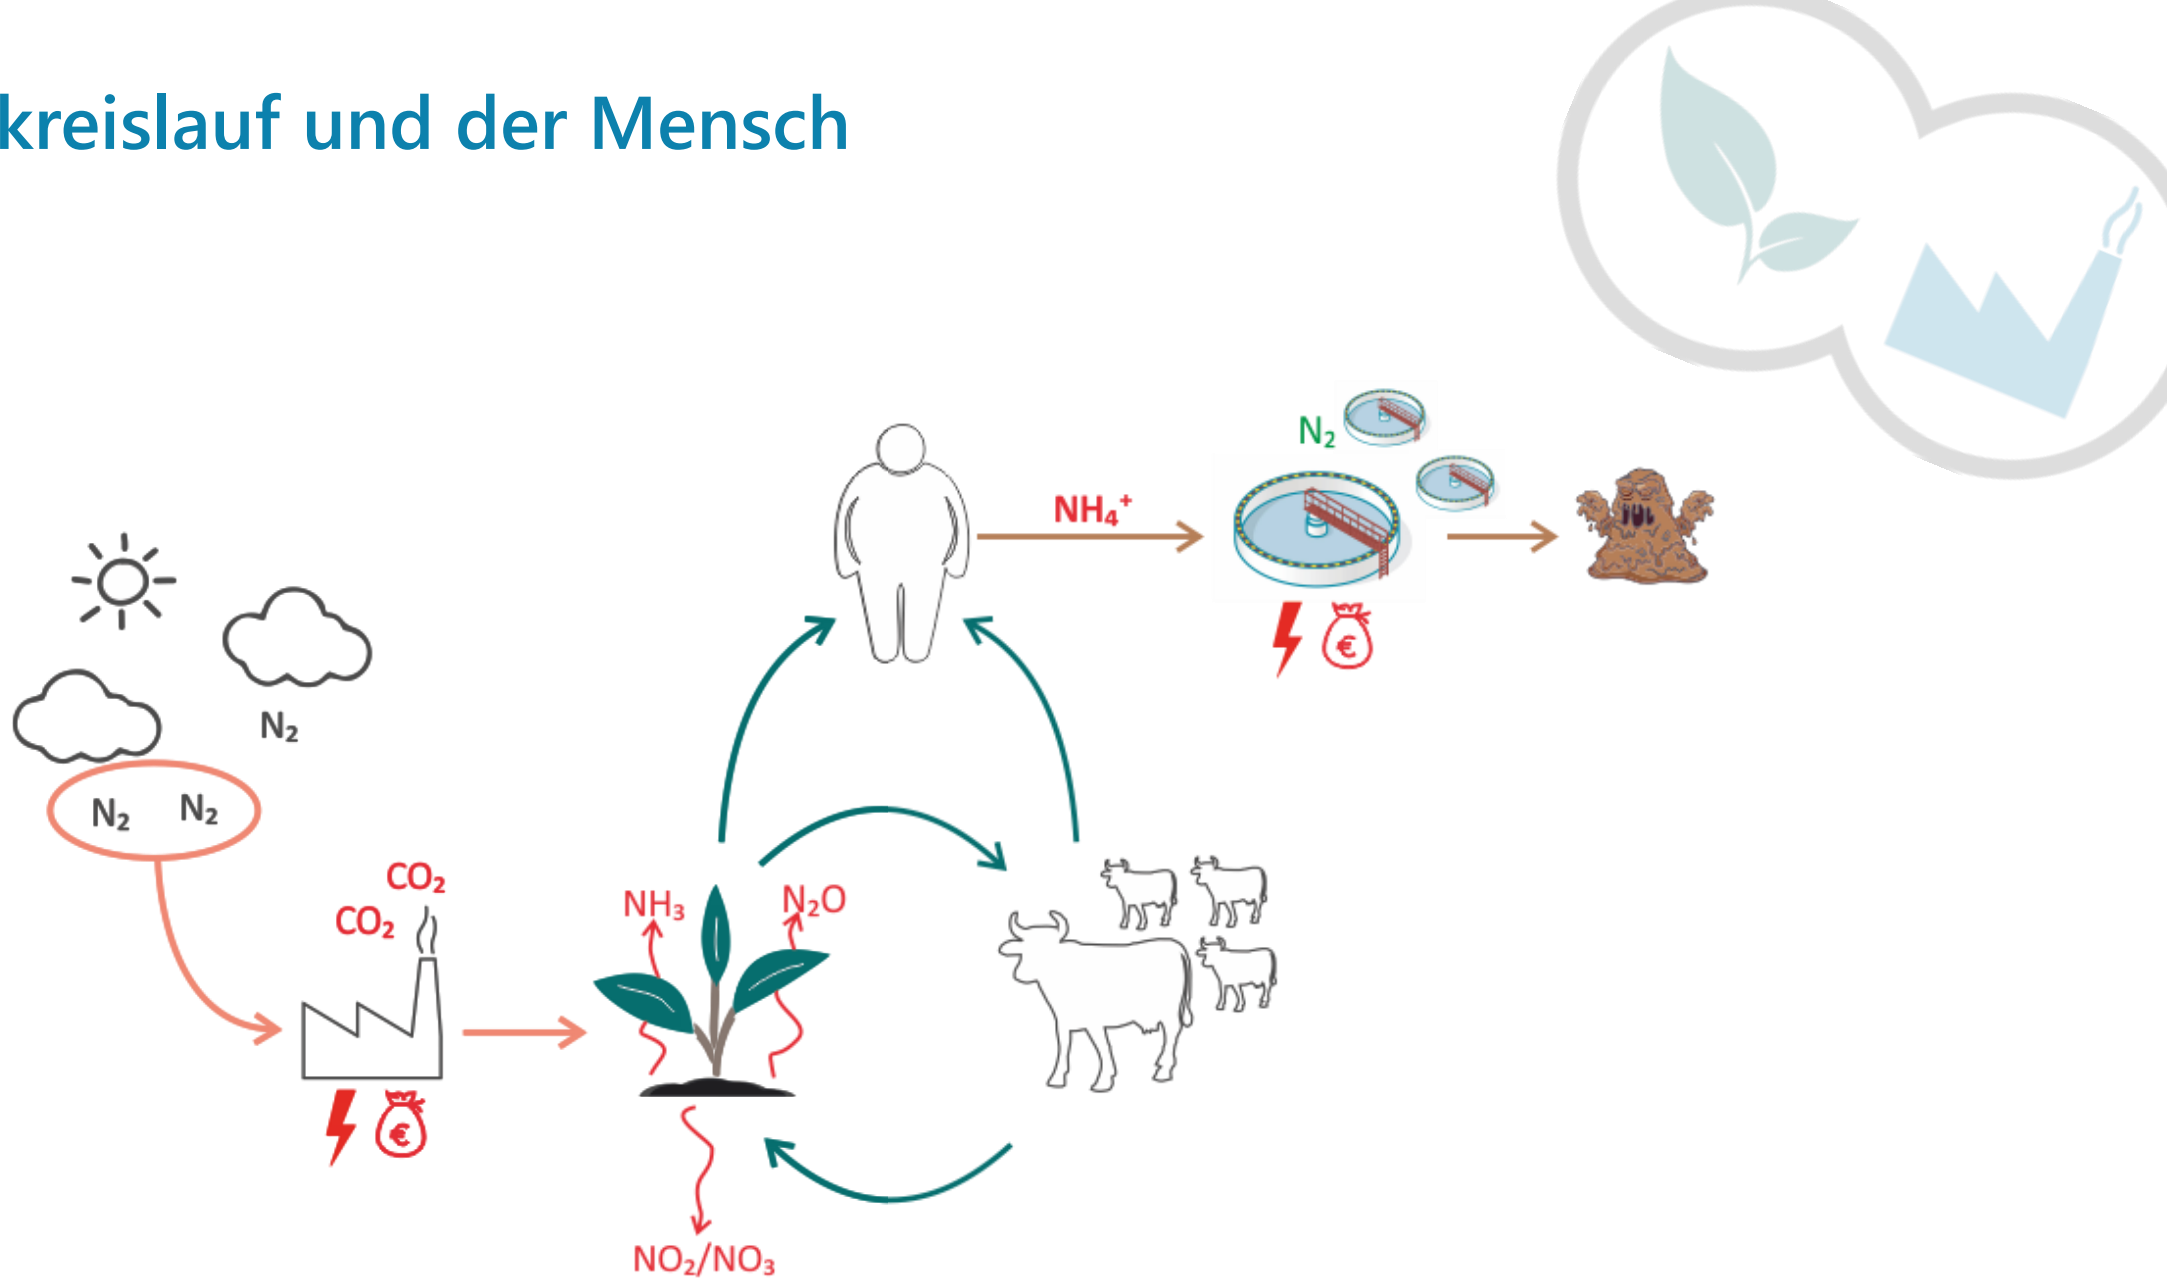 kreislauf und der Mensch
N₂
NH₄⁺
N₂
€
N₂ N₂
CO₂
CO₂
NH₃
N₂O
€
NO₂/NO₃